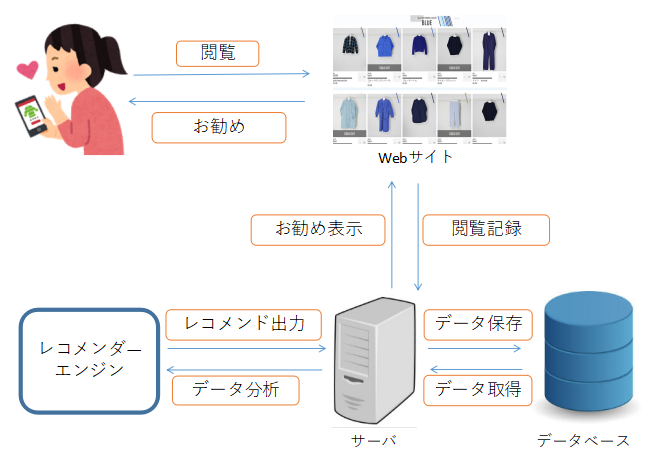 BLUE
閲覧
お勧め
Webサイト
お勧め表示
閲覧記録
レコメンド出力
データ保存
レコメンダー
エンジン
データ分析
データ取得
サーバ
データベース